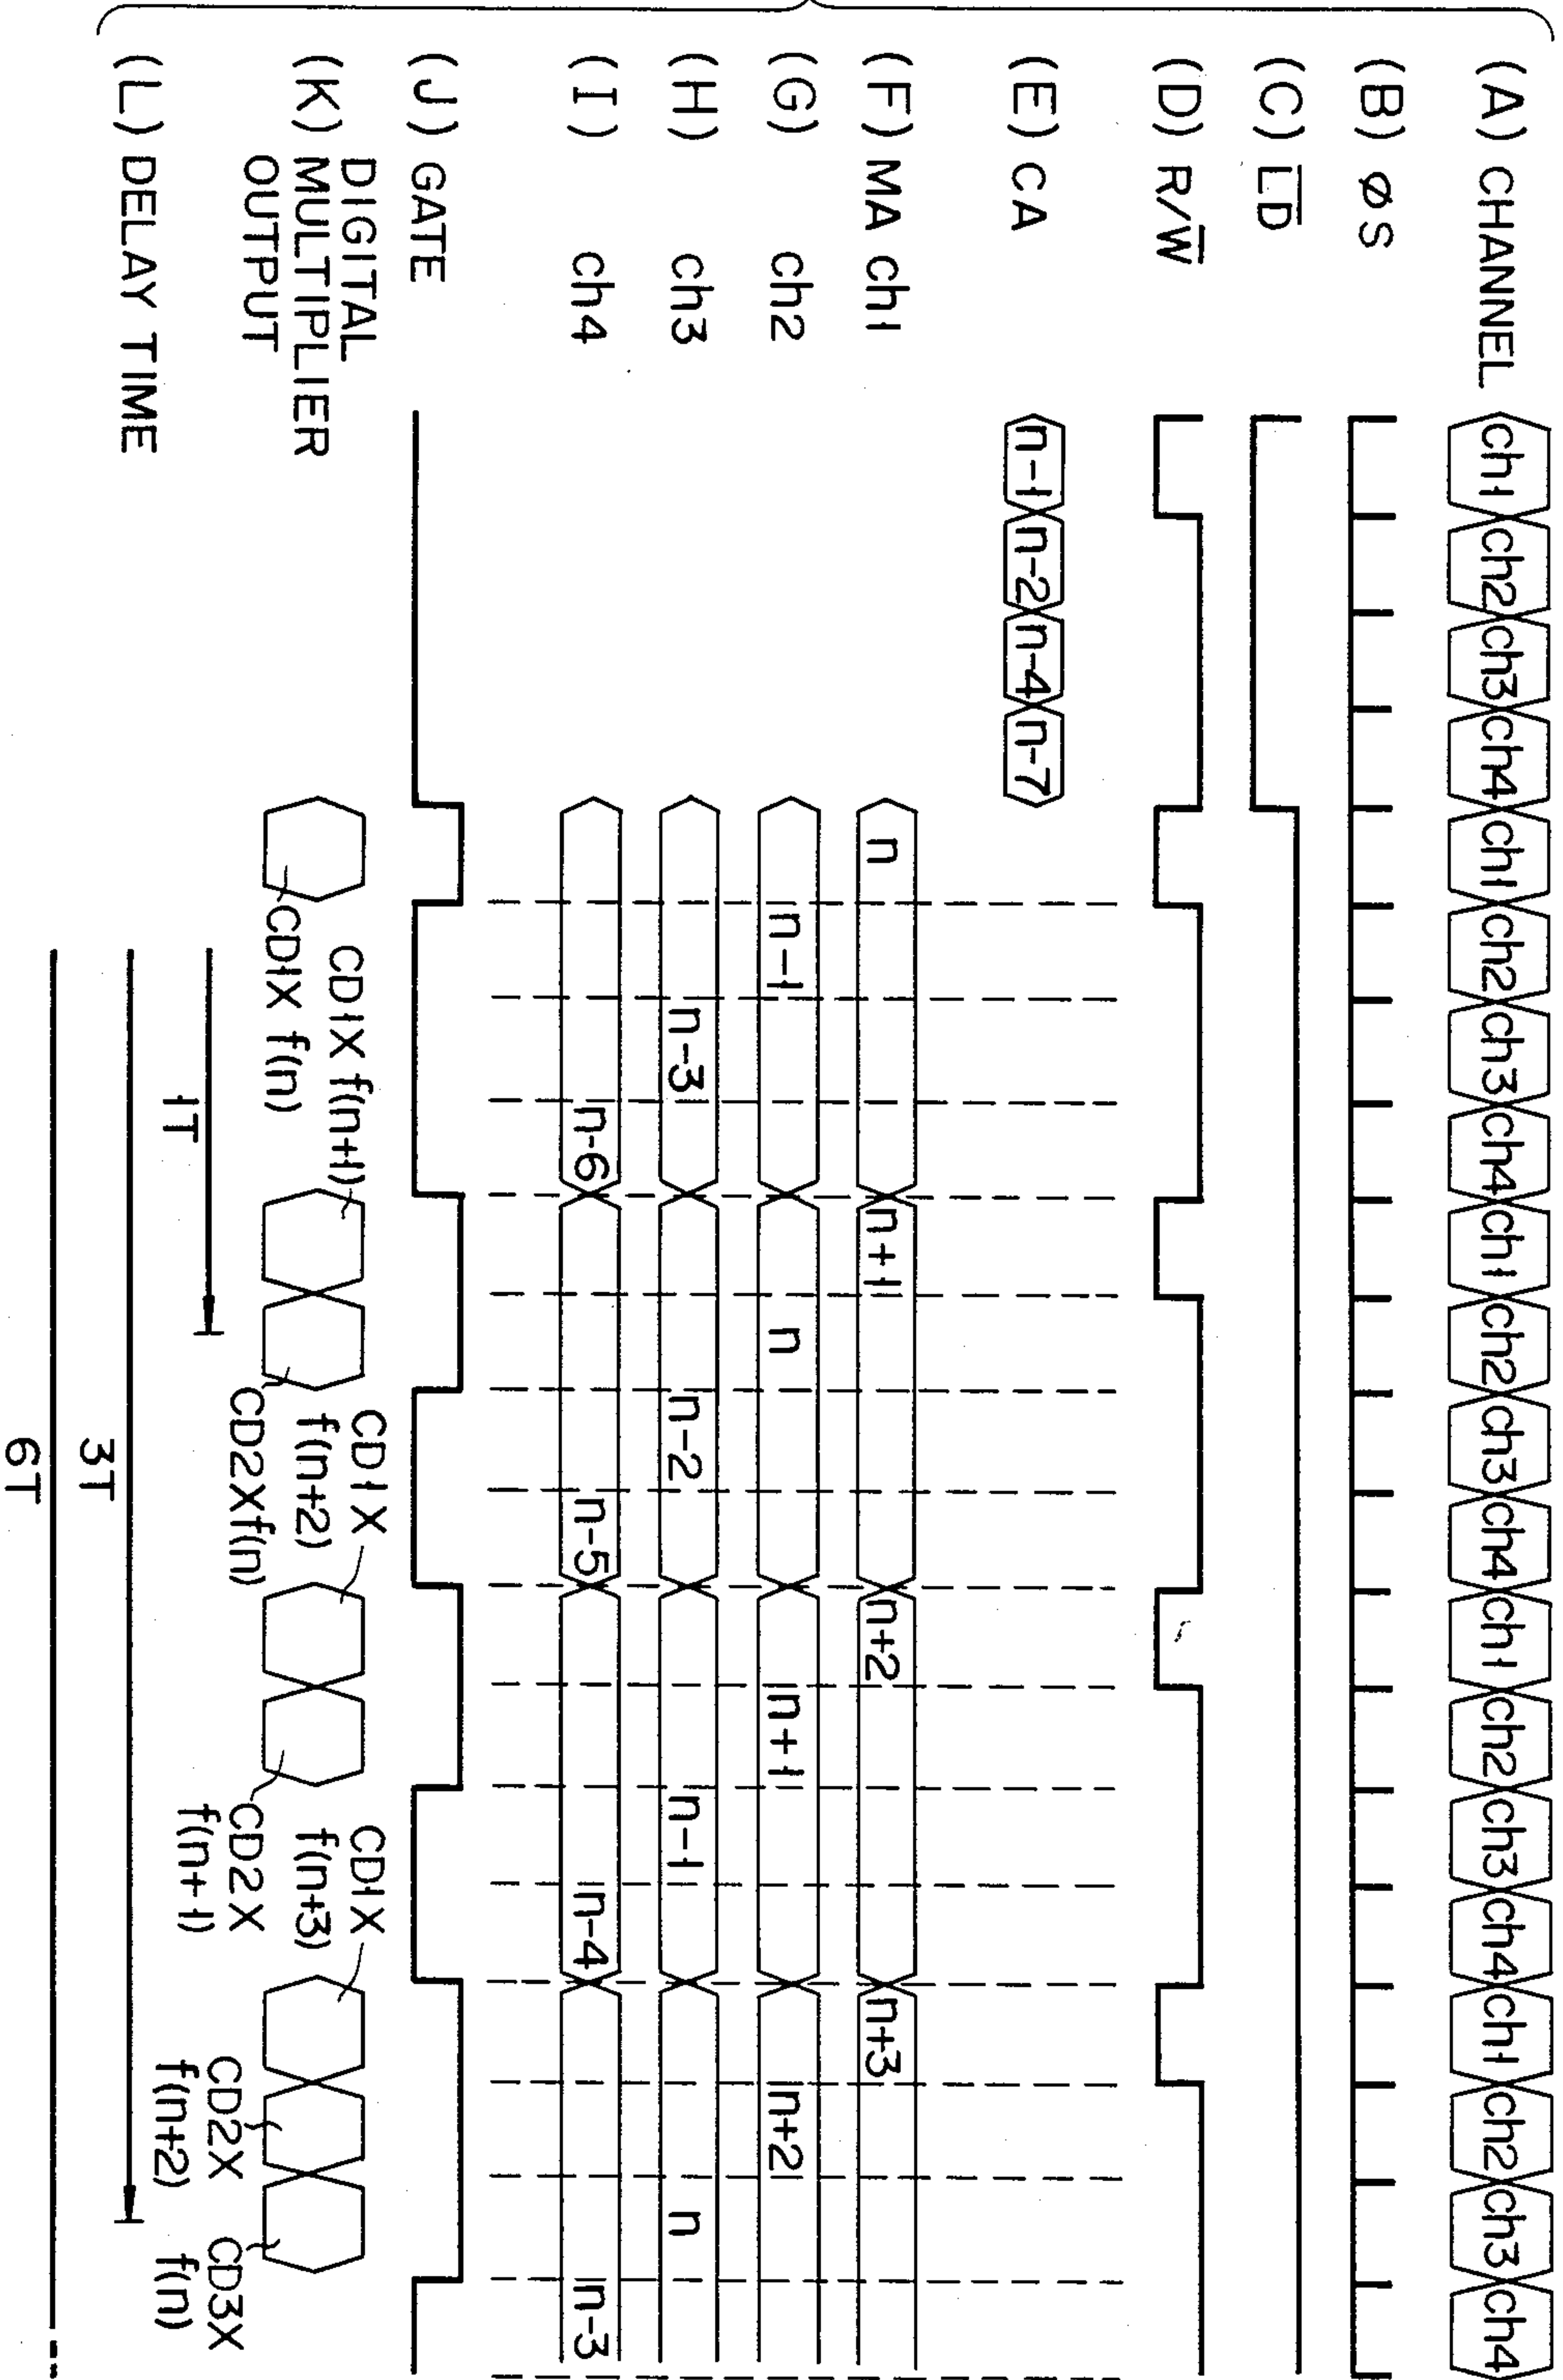 (A) CHANNEL ch1 ch2 ch3 ch4 ch1 ch2 ch3 ch4 ch1 ch2 ch3 ch4 ch1 ch2 ch3 ch4 ch1 ch2 ch3 ch4
(B) ØS
(C) L̅D̅
(D) R/W̅
(E) CA n-1 n-2 n-4 n-7
(F) MA ch1 n n+1 n+2 n+3
(G) ch2 n-1 n n+1 n+2
(H) ch3 n-3 n-2 n-1 n
(I) ch4 n-6 n-5 n-4 n-3
(J) GATE
(K) DIGITAL
MULTIPLIER
OUTPUT
CD1X f(n)
CD1X f(n+1)
CD2Xf(n)
CD1X
f(n+2)
CD2X
f(n+1)
CD1X
f(n+3)
CD2X
f(n+2)
CD3X
f(n)
(L) DELAY TIME
1T
3T
6T